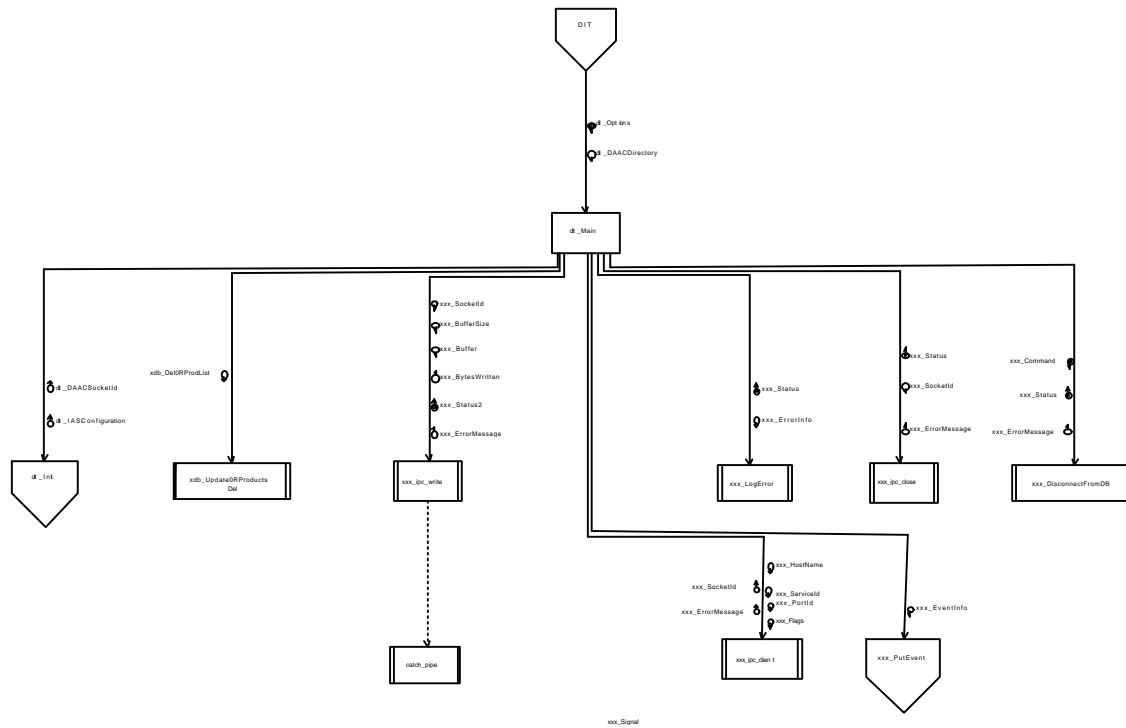 DIT
dt_Options
dt_DAACDirectory
dt_Main
xxx_SocketId
xxx_BufferSize
xxx_Buffer
xxx_BytesWritten
xxx_Status2
xxx_ErrorMessage
xdb_Del0RProdList
dt_DAACSocketId
dt_IASConfiguration
xxx_Status
xxx_ErrorInfo
xxx_Status
xxx_SocketId
xxx_ErrorMessage
xxx_Command
xxx_Status
xxx_ErrorMessage
dt_Init
xdb_Update0RProducts
Del
xxx_ipc_write
xxx_LogError
xxx_ipc_close
xxx_DisconnectFromDB
xxx_HostName
xxx_SocketId
xxx_ServiceId
xxx_PortId
xxx_ErrorMessage
xxx_Flags
xxx_EventInfo
catch_pipe
xxx_ipc_client
xxx_PutEvent
xxx_Signal